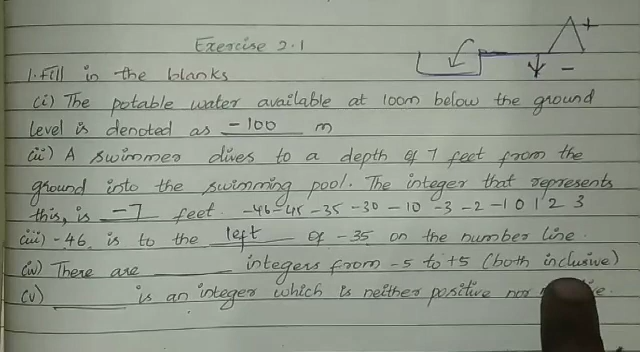 Exercise 2.1
+
-
1. Fill in the blanks
(i) The potable water available at 100m below the ground
level is denoted as -100 m
(ii) A swimmer dives to a depth of 7 feet from the
ground into the swimming pool. The integer that represents
this, is -7 feet. -46 -45 -35 -30 -10 -3 -2 -1 0 1 2 3
(iii) -46 is to the left of -35 on the number line.
(iv) There are ______ integers from -5 to +5 (both inclusive)
(v) ______ is an integer which is neither positive nor